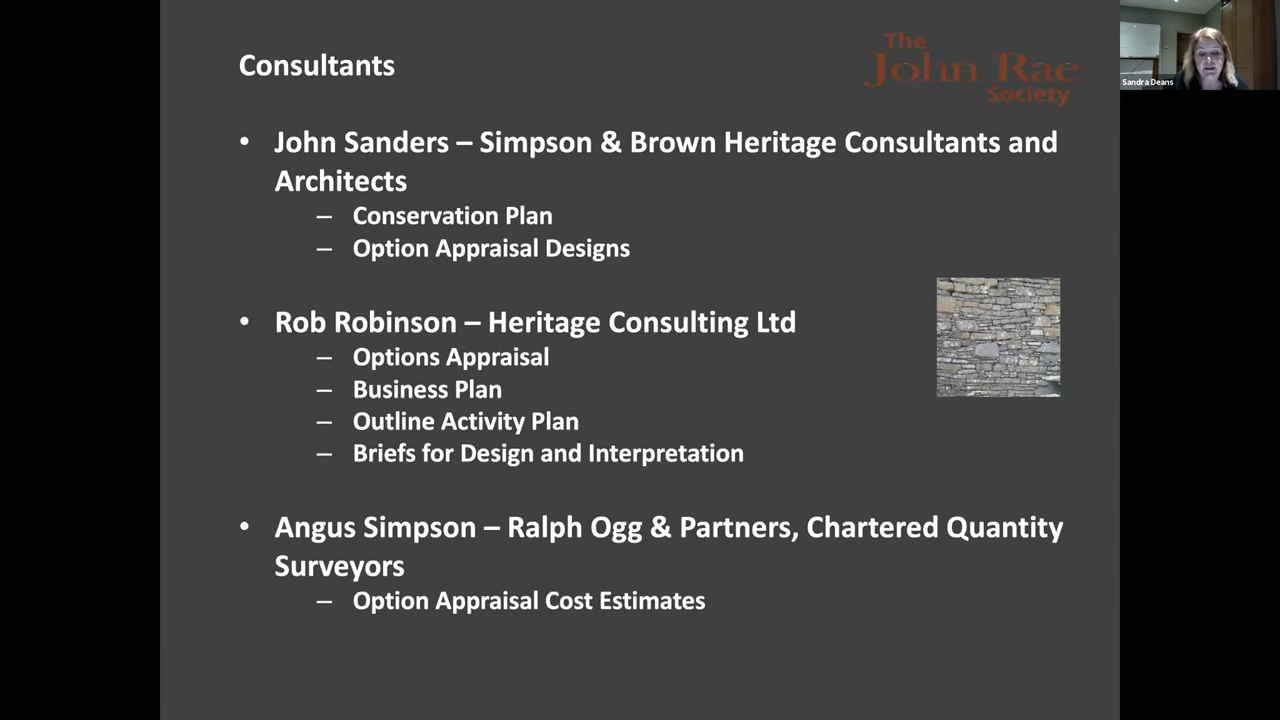 Consultants
The
John Rae
Society
Sandra Deans
• John Sanders – Simpson & Brown Heritage Consultants and
Architects
– Conservation Plan
– Option Appraisal Designs
• Rob Robinson – Heritage Consulting Ltd
– Options Appraisal
– Business Plan
– Outline Activity Plan
– Briefs for Design and Interpretation
• Angus Simpson – Ralph Ogg & Partners, Chartered Quantity
Surveyors
– Option Appraisal Cost Estimates